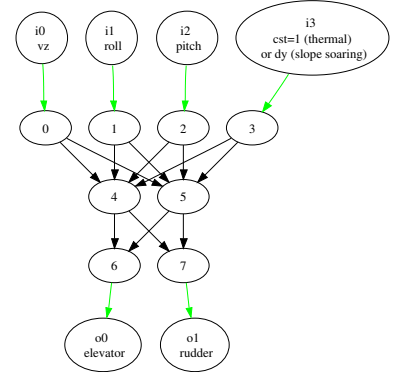 i0
vz
i1
roll
i2
pitch
i3
cst=1 (thermal)
or dy (slope soaring)
0
1
2
3
4
5
6
7
o0
elevator
o1
rudder